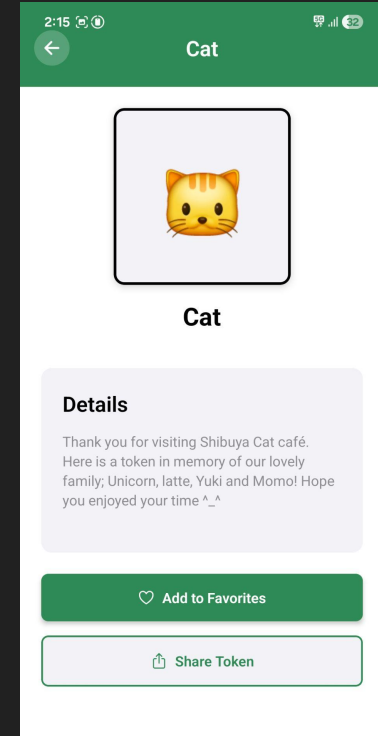 2:15
5G 32
Cat
Cat
Details
Thank you for visiting Shibuya Cat café.
Here is a token in memory of our lovely
family; Unicorn, latte, Yuki and Momo! Hope
you enjoyed your time ^_^
Add to Favorites
Share Token